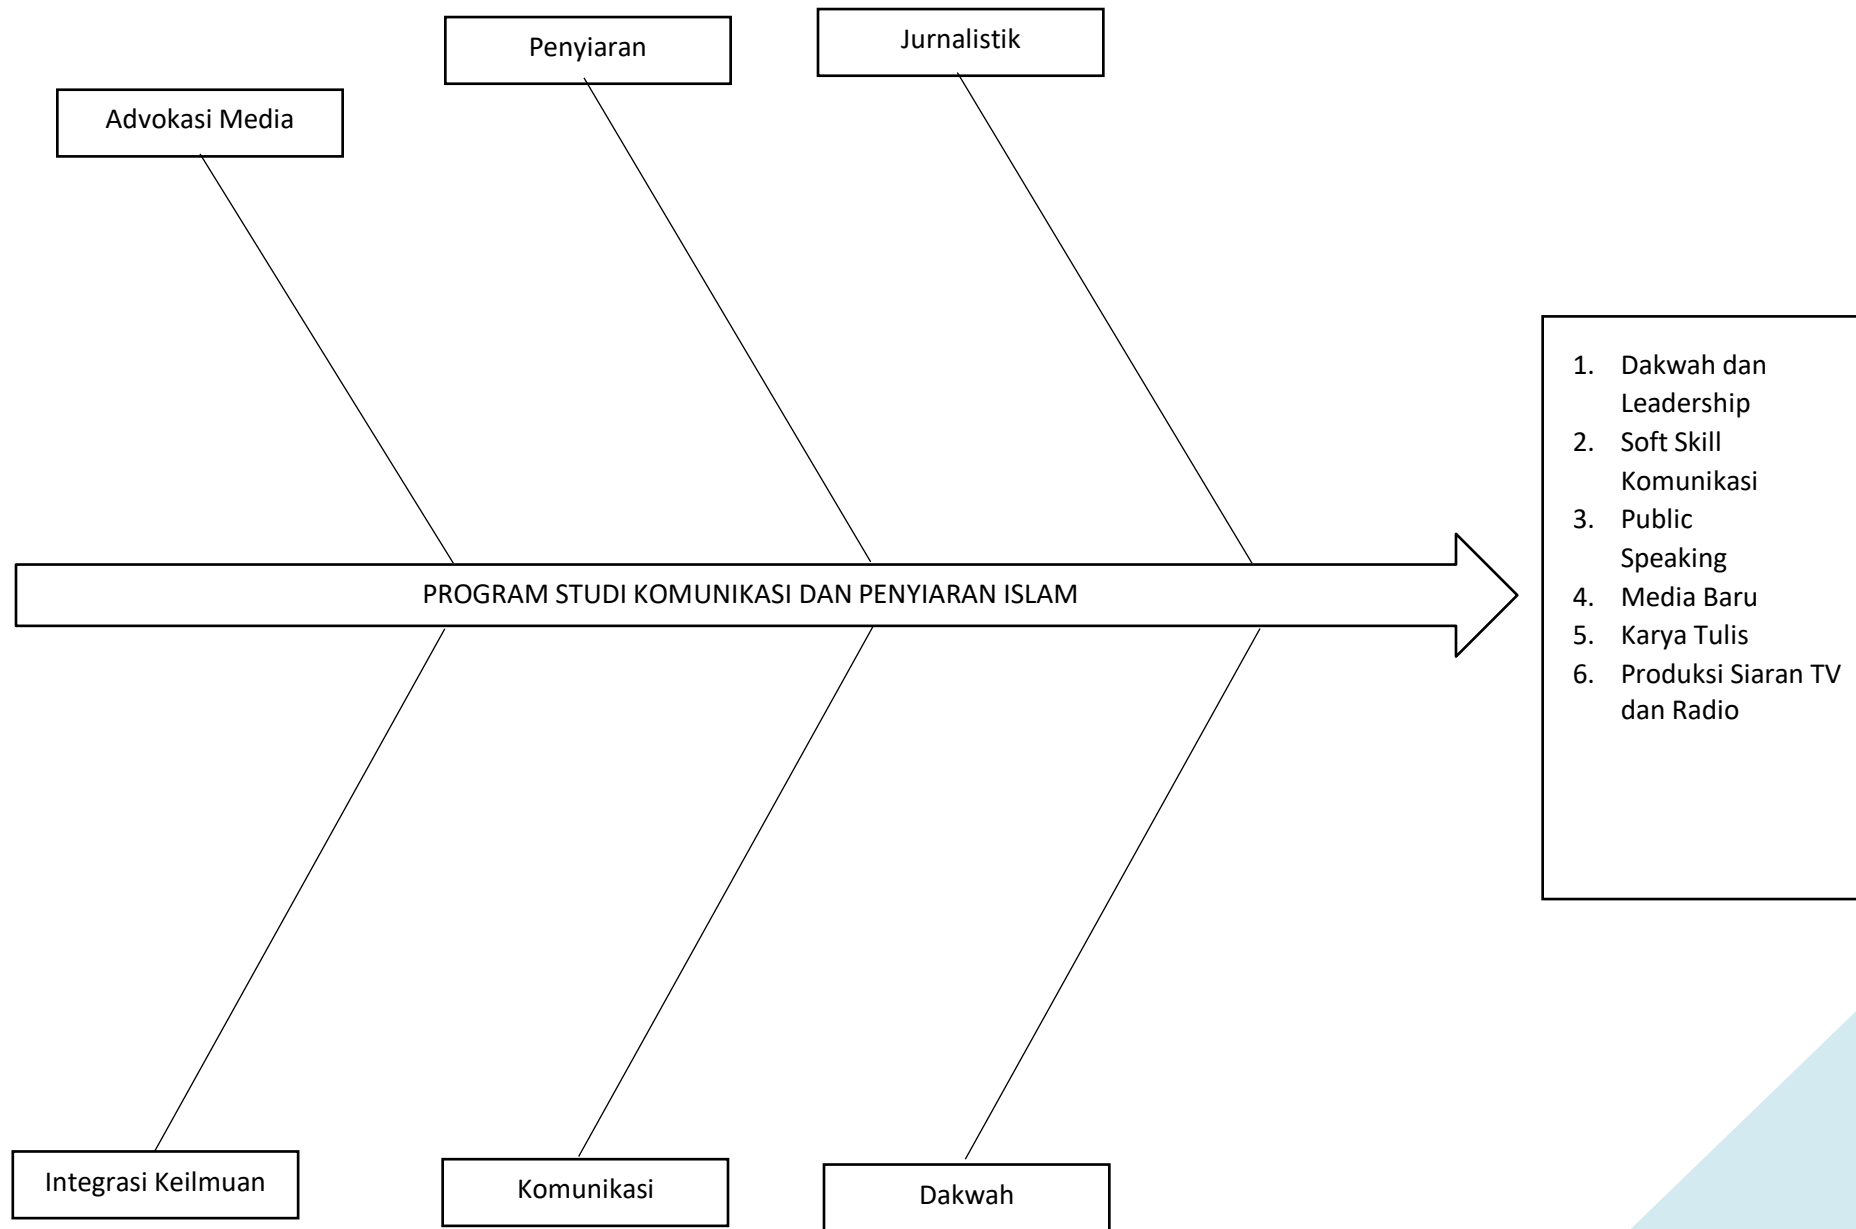 Jurnalistik
Penyiaran
Advokasi Media
PROGRAM STUDI KOMUNIKASI DAN PENYIARAN ISLAM
1. Dakwah dan
Leadership
2. Soft Skill
Komunikasi
3. Public
Speaking
4. Media Baru
5. Karya Tulis
6. Produksi Siaran TV
dan Radio
Integrasi Keilmuan
Komunikasi
Dakwah